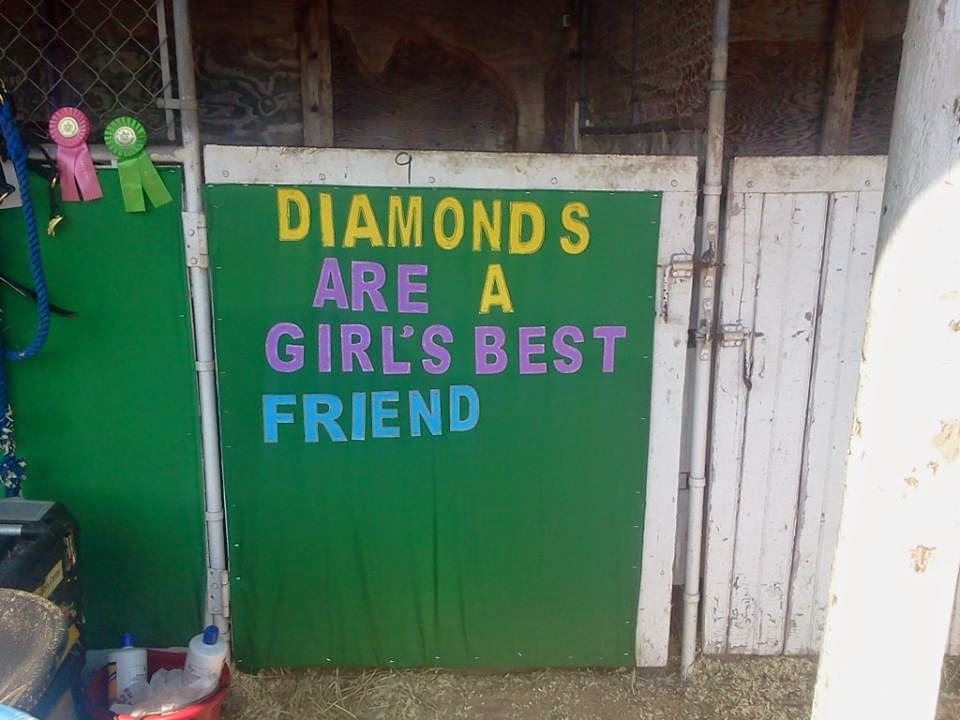 9
DIAMONDS
ARE A
GIRL'S BEST
FRIEND